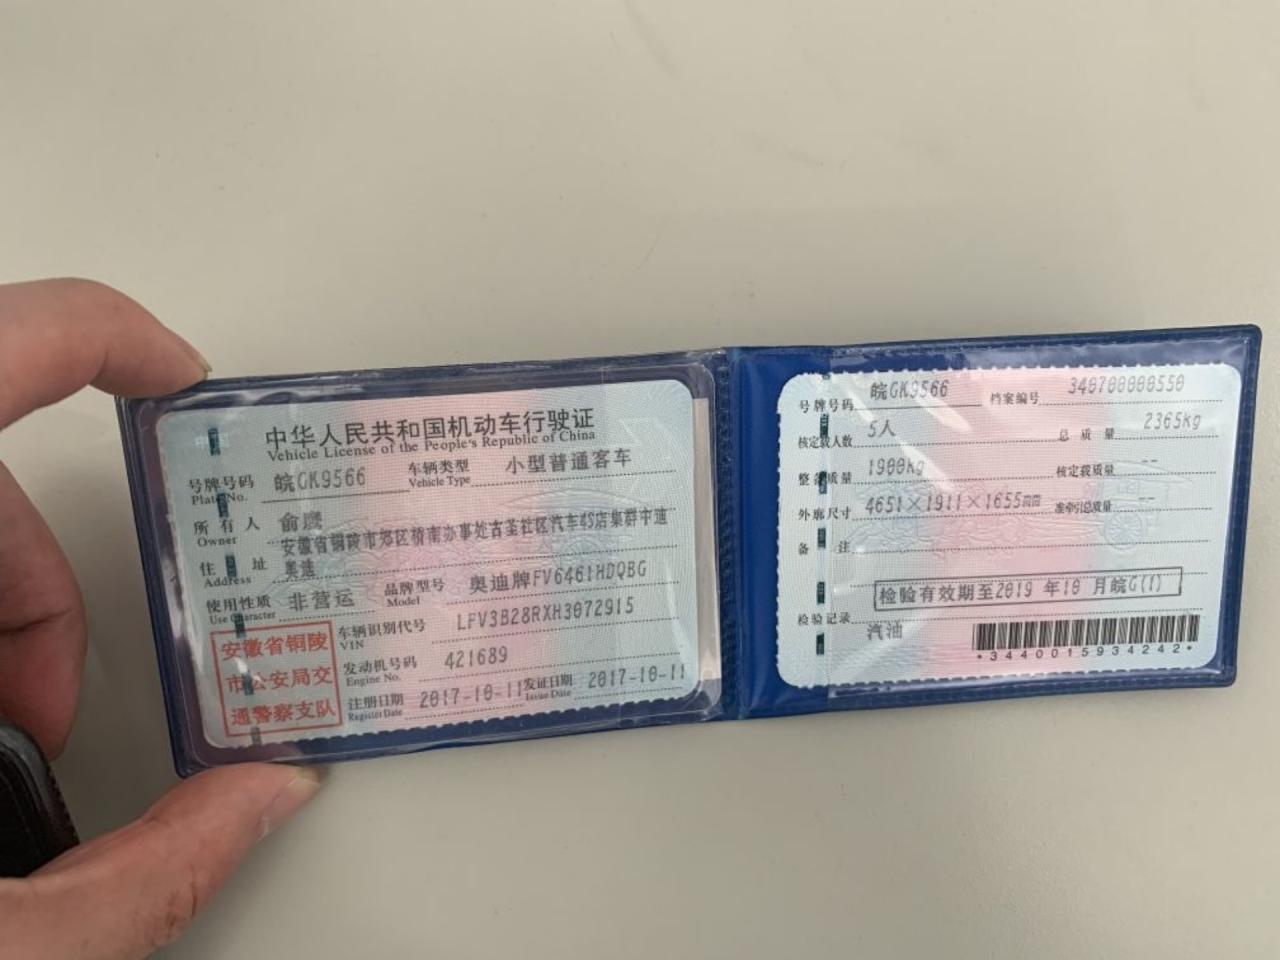 中华人民共和国机动车行驶证
Vehicle License of the People's Republic of China
号牌号码 皖GK9566 车辆类型 小型普通客车
Plate No. Vehicle Type
所有人 俞鹰
Owner
安徽省铜陵市郊区桥南办事处古圣社区汽车4S店集群中迪
住址 奥迪
Address
使用性质 非营运 品牌型号 奥迪牌FV6461HDQBG
Use Character Model
安徽省铜陵
市公安局交
通警察支队
车辆识别代号 LFV3B28RXH3072915
VIN
发动机号码 421689
Engine No.
注册日期 2017-10-11 发证日期 2017-10-11
Register Date Issue Date
号牌号码 皖GK9566 档案编号 340700000550
核定载人数 5人 总质量 2365kg
整备质量 1900kg 核定载质量 --
外廓尺寸 4651×1911×1655mm 准牵引总质量 --
备注
检验有效期至2019年10月皖G(1)
检验记录
汽油
*3440015934242*